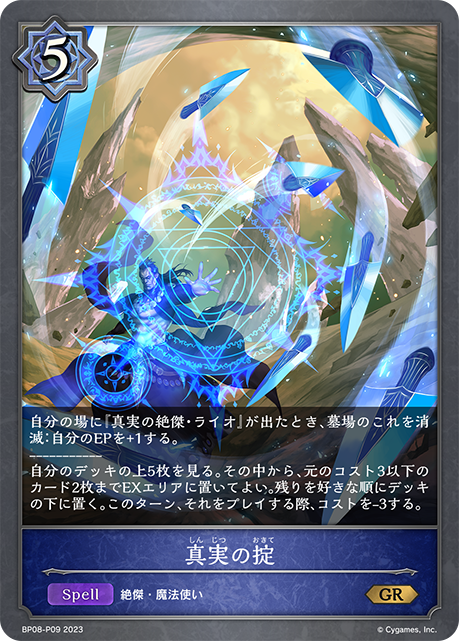 5
自分の場に『真実の絶傑・ライオ』が出たとき、墓場のこれを消
滅:自分のEPを+1する。
----------
自分のデッキの上5枚を見る。その中から、元のコスト3以下の
カード2枚までEXエリアに置いてよい。残りを好きな順にデッキ
の下に置く。このターン、それをプレイする際、コストを-3する。
しんじつ おきて
真実の掟
Spell 絶傑・魔法使い GR
BP08-P09 2023 © Cygames, Inc.